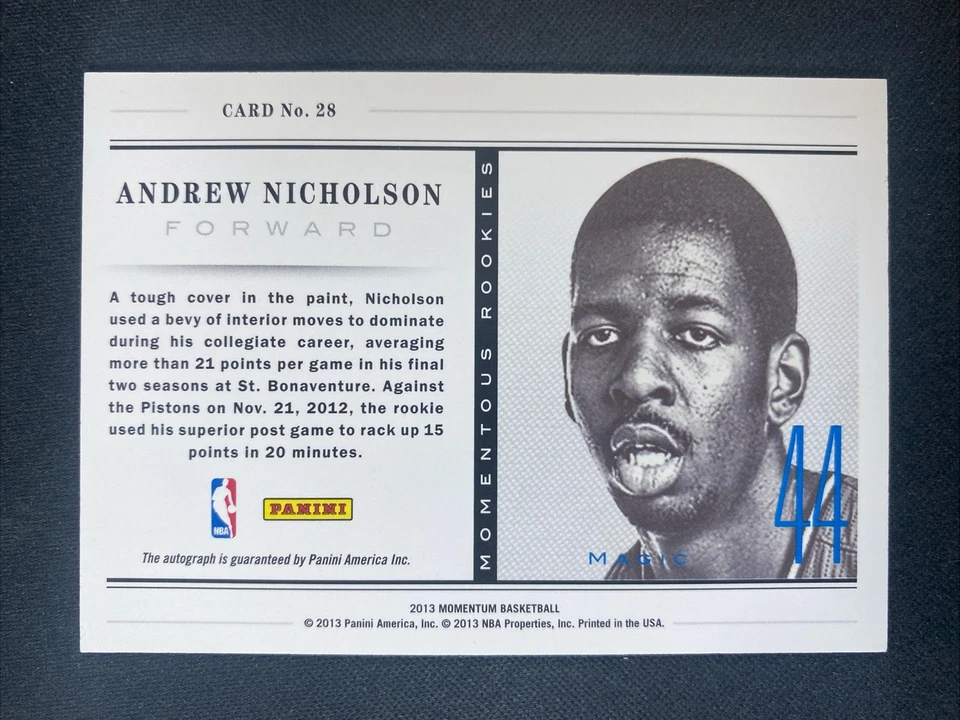 CARD No. 28
ANDREW NICHOLSON
FORWARD
A tough cover in the paint, Nicholson
used a bevy of interior moves to dominate
during his collegiate career, averaging
more than 21 points per game in his final
two seasons at St. Bonaventure. Against
the Pistons on Nov. 21, 2012, the rookie
used his superior post game to rack up 15
points in 20 minutes.
NBA
PANINI
The autograph is guaranteed by Panini America Inc.
MOMENTOUS ROOKIES
44
MAGIC
2013 MOMENTUM BASKETBALL
© 2013 Panini America, Inc. © 2013 NBA Properties, Inc. Printed in the USA.